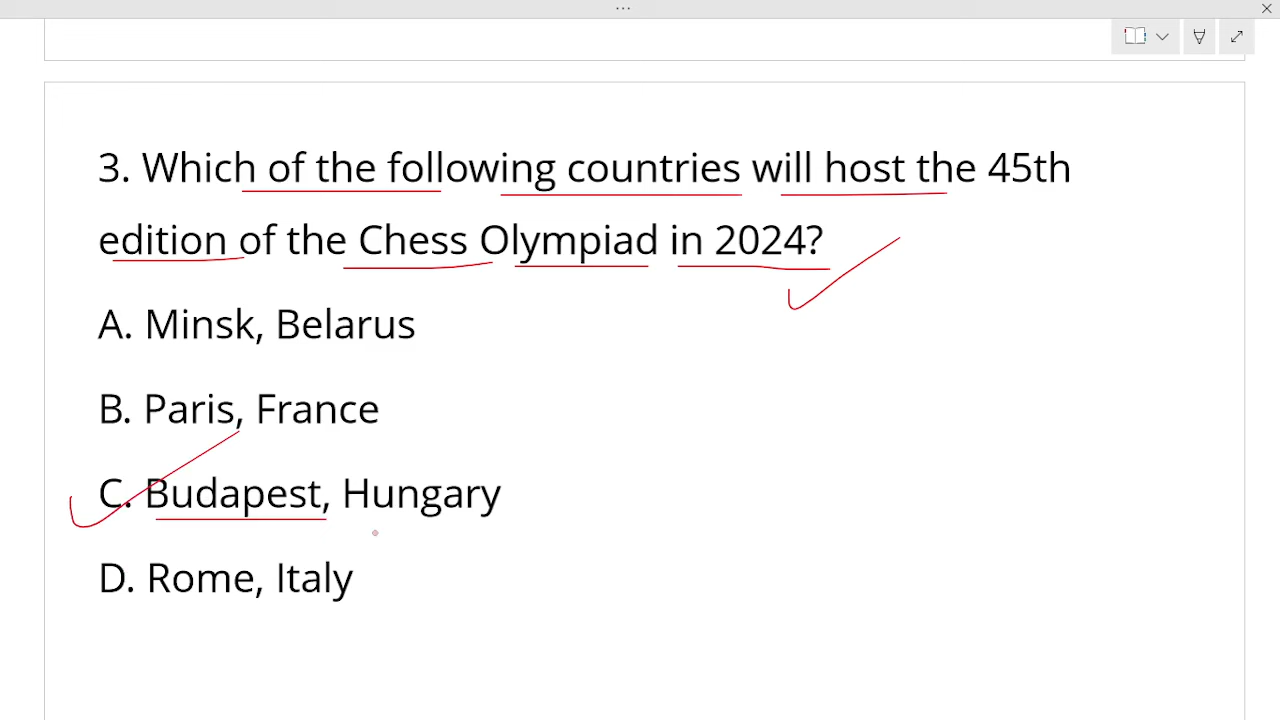 3. Which of the following countries will host the 45th
edition of the Chess Olympiad in 2024?
A. Minsk, Belarus
B. Paris, France
C. Budapest, Hungary
D. Rome, Italy